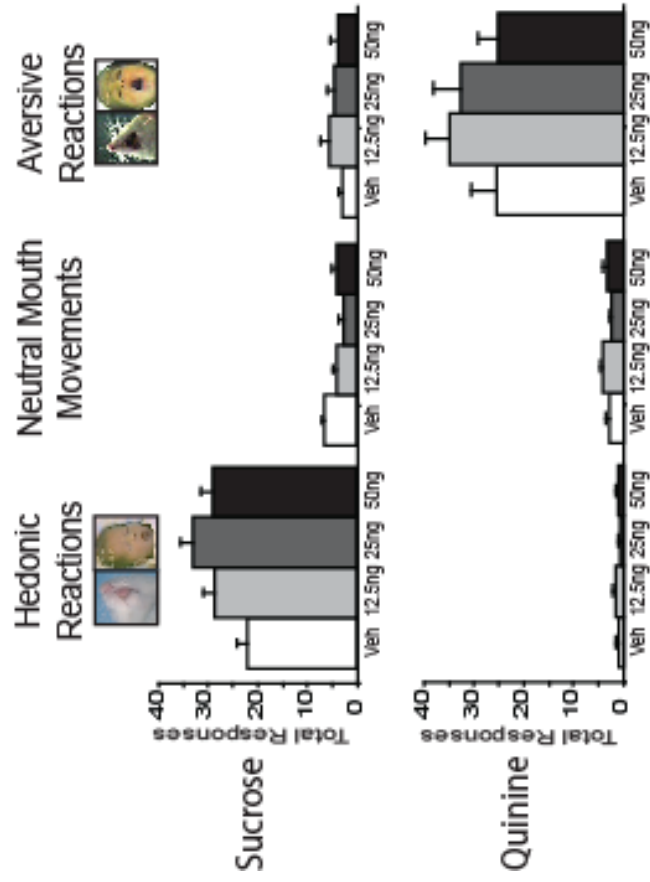 Hedonic
Reactions
Neutral Mouth
Movements
Aversive
Reactions
Sucrose
Total Responses
40
30
20
10
0
Veh 12.5ng 25ng 50ng
Veh 12.5ng 25ng 50ng
Veh 12.5ng 25ng 50ng
Quinine
Total Responses
40
30
20
10
0
Veh 12.5ng 25ng 50ng
Veh 12.5ng 25ng 50ng
Veh 12.5ng 25ng 50ng